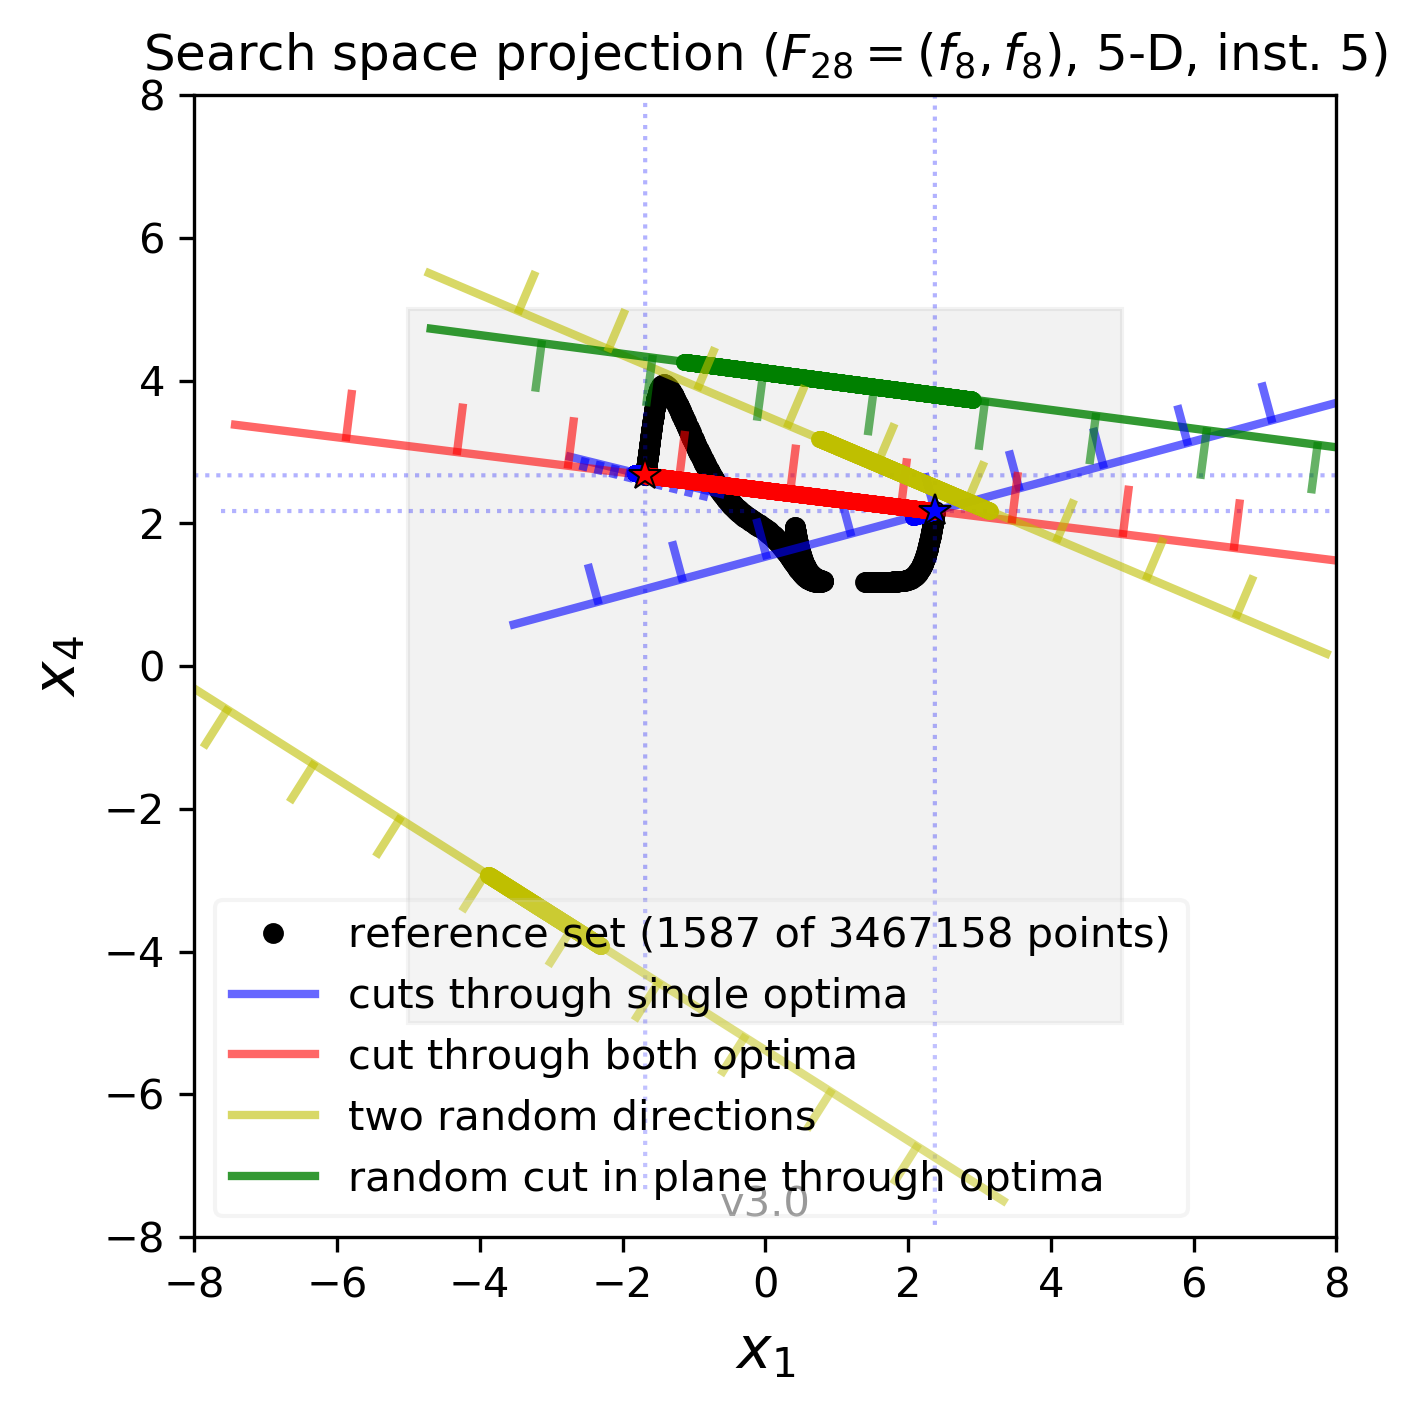 Search space projection (F28 = (f8, f8), 5-D, inst. 5)
8
6
4
2
0
−2
−4
−6
−8
x4
reference set (1587 of 3467158 points)
cuts through single optima
cut through both optima
two random directions
random cut in plane through optima
v3.0
−8 −6 −4 −2 0 2 4 6 8
x1